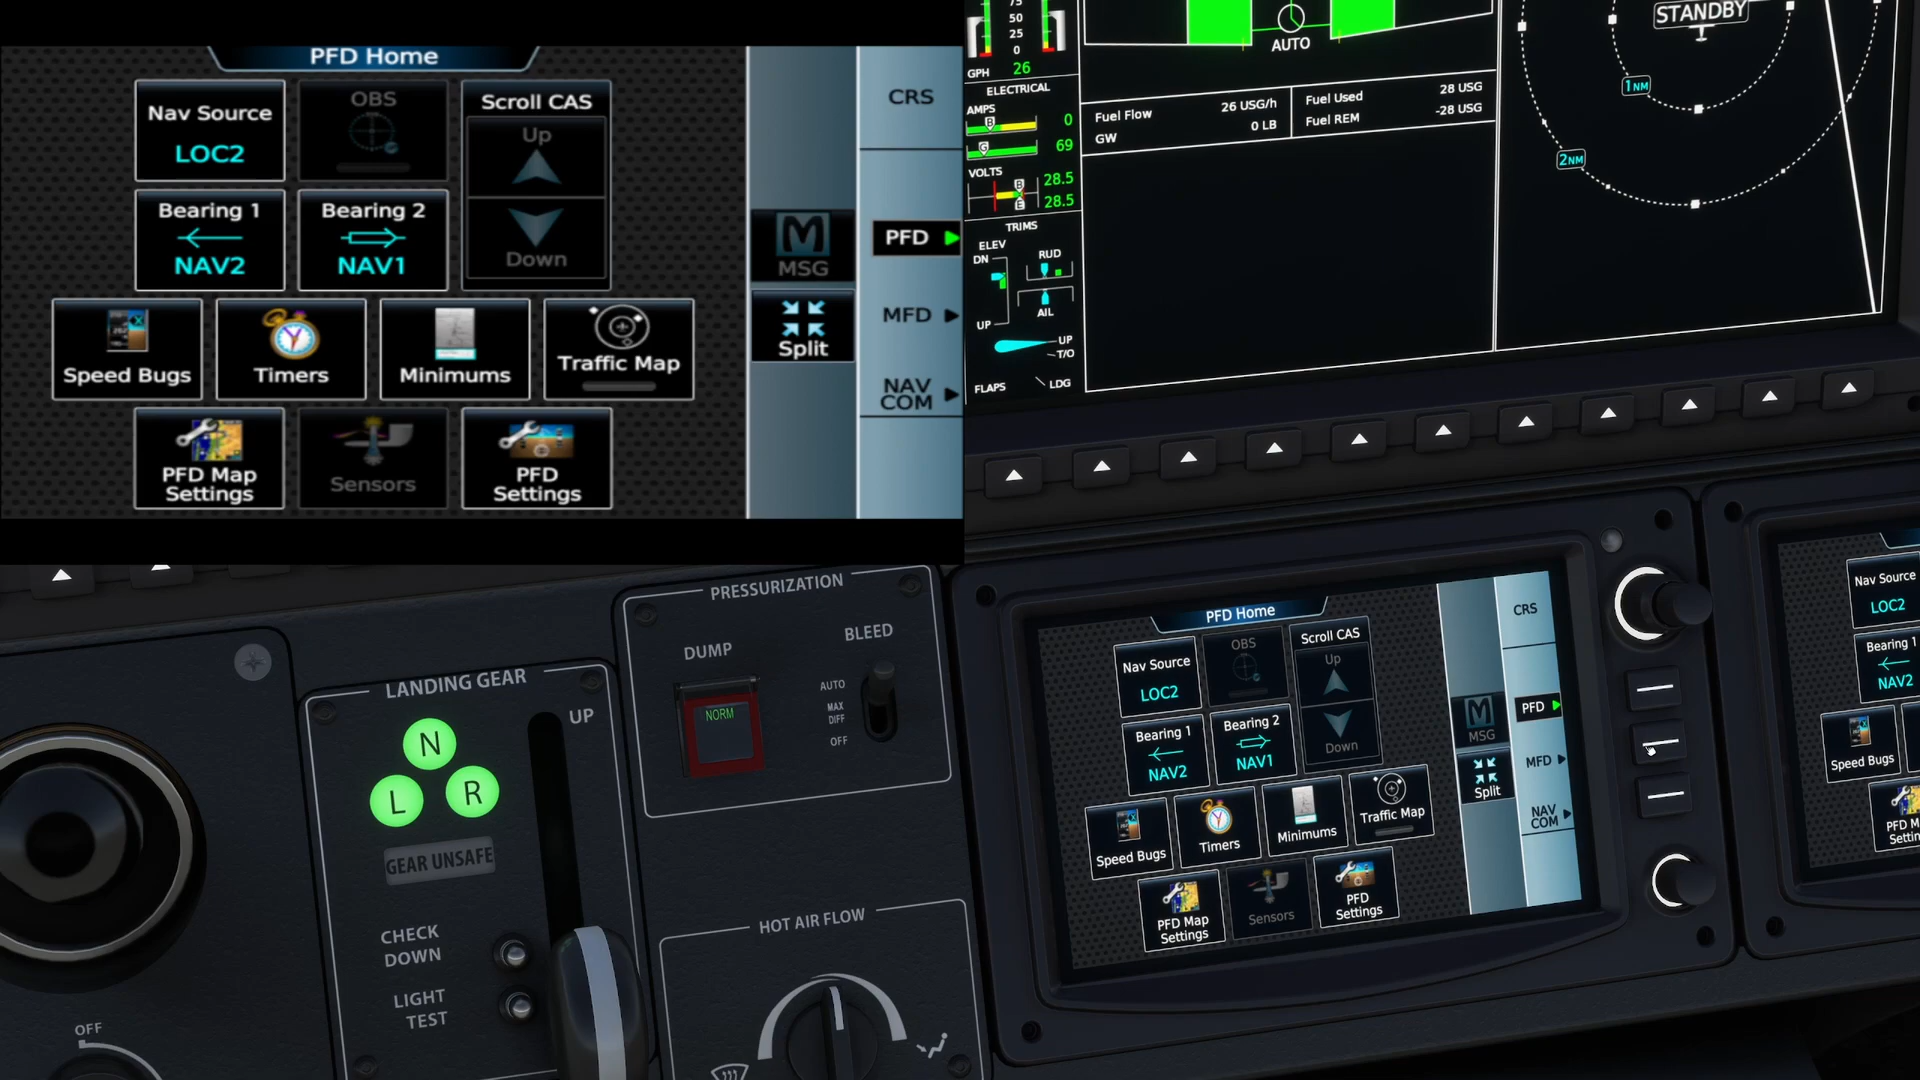 PFD Home
Nav Source
LOC2
OBS
Scroll CAS
Up
Down
Bearing 1
NAV2
Bearing 2
NAV1
Speed Bugs
Timers
Minimums
Traffic Map
PFD Map
Settings
Sensors
PFD
Settings
MSG
Split
CRS
PFD
MFD
NAV
COM
75
50
25
0
GPH 26
ELECTRICAL
AMPS
B 0
G 69
VOLTS
B 28.5
E 28.5
TRIMS
ELEV
DN
RUD
AIL
UP
UP
T/O
FLAPS
LDG
AUTO
Fuel Flow 26 USG/h
GW 0 LB
Fuel Used 28 USG
Fuel REM -28 USG
STANDBY
1NM
2NM
LANDING GEAR
UP
N
L
R
GEAR UNSAFE
CHECK
DOWN
LIGHT
TEST
OFF
PRESSURIZATION
DUMP
NORM
BLEED
AUTO
MAX
DIFF
OFF
HOT AIR FLOW
PFD Home
Nav Source
LOC2
OBS
Scroll CAS
Up
Down
Bearing 1
NAV2
Bearing 2
NAV1
Speed Bugs
Timers
Minimums
Traffic Map
PFD Map
Settings
Sensors
PFD
Settings
MSG
Split
CRS
PFD
MFD
NAV
COM
Nav Source
LOC2
Bearing 1
NAV2
Speed Bugs